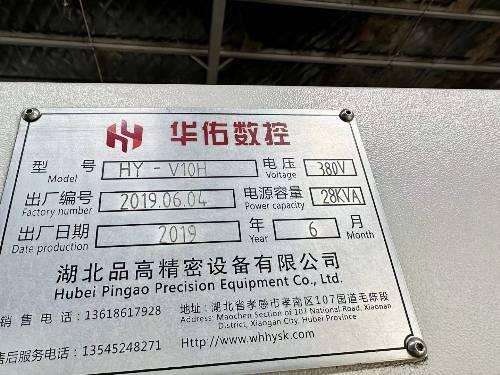 华佑数控
型号 HY-V10H 电压 380V
Model Voltage
出厂编号 2019.06.04 电源容量 28KVA
Factory number Power capacity
出厂日期 2019 年 6 月
Date production Year Month
湖北品高精密设备有限公司
Hubei Pingao Precision Equipment Co., Ltd.
销售电话:13618617928 地址:湖北省孝感市孝南区107国道毛陈段
Address: Maochen Section of 107 National Road, Xiaonan
District, Xiangan City, Hubei Province
售后服务电话:13545248271 Http://www.whhysk.com